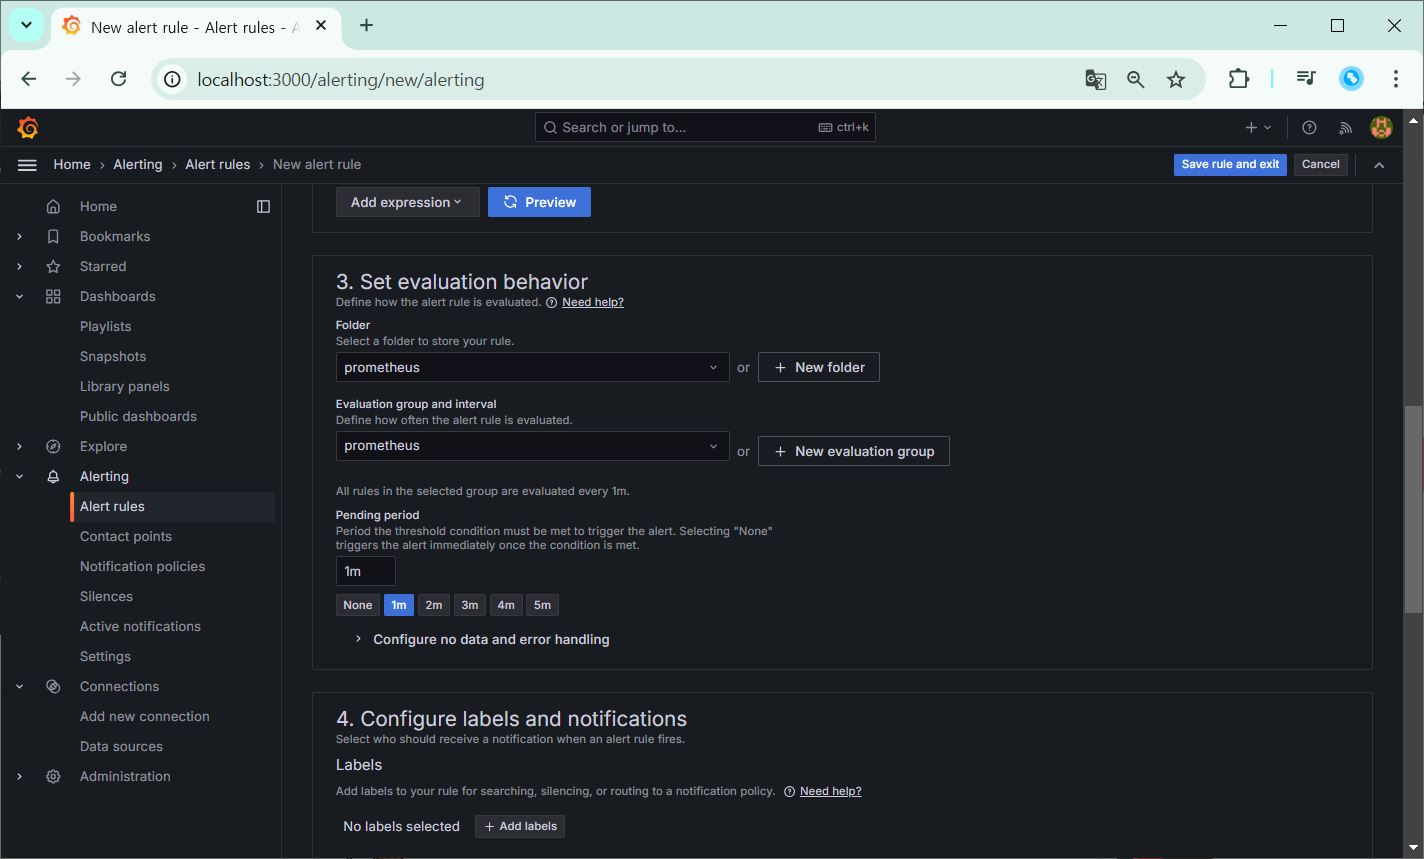 New alert rule - Alert rules - A
localhost:3000/alerting/new/alerting
Search or jump to... ctrl+k
Home › Alerting › Alert rules › New alert rule
Save rule and exit
Cancel
Home
Bookmarks
Starred
Dashboards
Playlists
Snapshots
Library panels
Public dashboards
Explore
Alerting
Alert rules
Contact points
Notification policies
Silences
Active notifications
Settings
Connections
Add new connection
Data sources
Administration
Add expression
Preview
3. Set evaluation behavior
Define how the alert rule is evaluated. Need help?
Folder
Select a folder to store your rule.
prometheus or + New folder
Evaluation group and interval
Define how often the alert rule is evaluated.
prometheus or + New evaluation group
All rules in the selected group are evaluated every 1m.
Pending period
Period the threshold condition must be met to trigger the alert. Selecting "None"
triggers the alert immediately once the condition is met.
1m
None 1m 2m 3m 4m 5m
Configure no data and error handling
4. Configure labels and notifications
Select who should receive a notification when an alert rule fires.
Labels
Add labels to your rule for searching, silencing, or routing to a notification policy. Need help?
No labels selected + Add labels